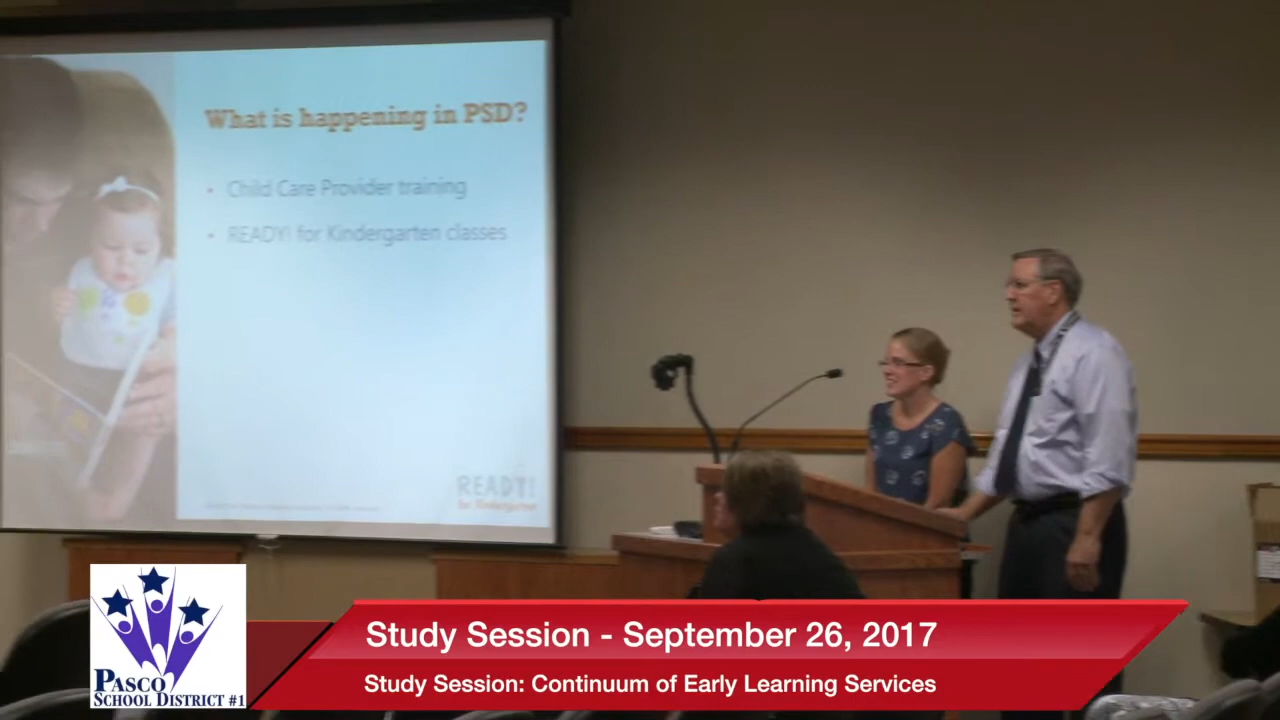 What is happening in PSD?
• Child Care Provider training
• READY! for Kindergarten classes
READY!
for Kindergarten
PASCO
SCHOOL DISTRICT #1
Study Session - September 26, 2017
Study Session: Continuum of Early Learning Services